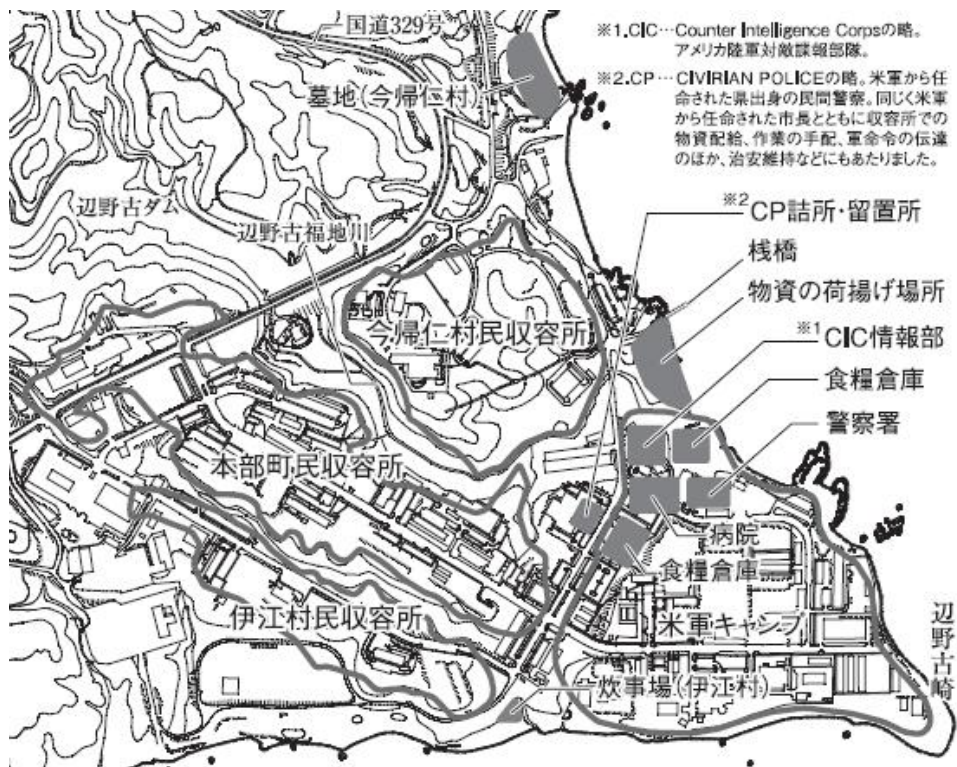 国道329号
※1.CIC…Counter Intelligence Corpsの略。
アメリカ陸軍対敵諜報部隊。
※2.CP…CIVIRIAN POLICEの略。米軍から任
命された県出身の民間警察。同じく米軍
から任命された市長とともに収容所での
物資配給、作業の手配、軍命令の伝達
のほか、治安維持などにもあたりました。
墓地(今帰仁村)
辺野古ダム
辺野古福地川
※2CP詰所・留置所
桟橋
物資の荷揚げ場所
※1CIC情報部
食糧倉庫
警察署
今帰仁村民収容所
本部町民収容所
病院
食糧倉庫
伊江村民収容所
米軍キャンプ
炊事場(伊江村)
辺野古崎